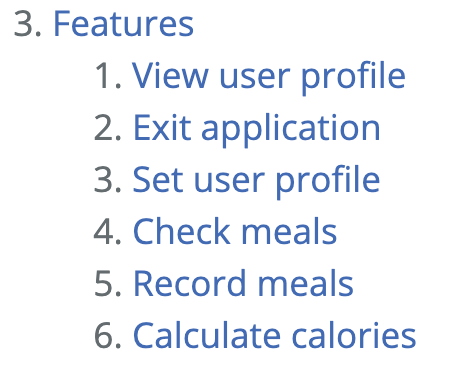 3. Features
1. View user profile
2. Exit application
3. Set user profile
4. Check meals
5. Record meals
6. Calculate calories